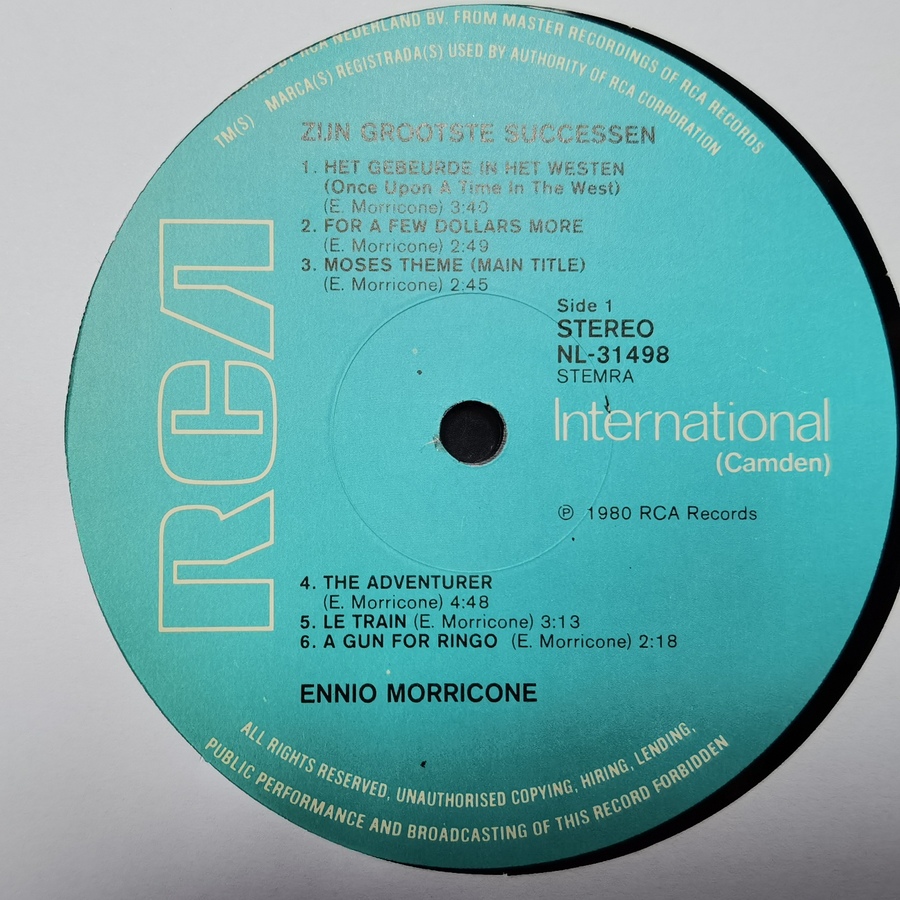 RCA NEDERLAND BV. FROM MASTER RECORDINGS OF RCA RECORDS
TM(S) MARCA(S) REGISTRADA(S) USED BY AUTHORITY OF RCA CORPORATION
ZIJN GROOTSTE SUCCESSEN
1. HET GEBEURDE IN HET WESTEN
(Once Upon A Time In The West)
(E. Morricone) 3:40
2. FOR A FEW DOLLARS MORE
(E. Morricone) 2:49
3. MOSES THEME (MAIN TITLE)
(E. Morricone) 2:45
Side 1
STEREO
NL-31498
STEMRA
International
(Camden)
℗ 1980 RCA Records
RCA
4. THE ADVENTURER
(E. Morricone) 4:48
5. LE TRAIN (E. Morricone) 3:13
6. A GUN FOR RINGO (E. Morricone) 2:18
ENNIO MORRICONE
ALL RIGHTS RESERVED, UNAUTHORISED COPYING, HIRING, LENDING,
PUBLIC PERFORMANCE AND BROADCASTING OF THIS RECORD FORBIDDEN